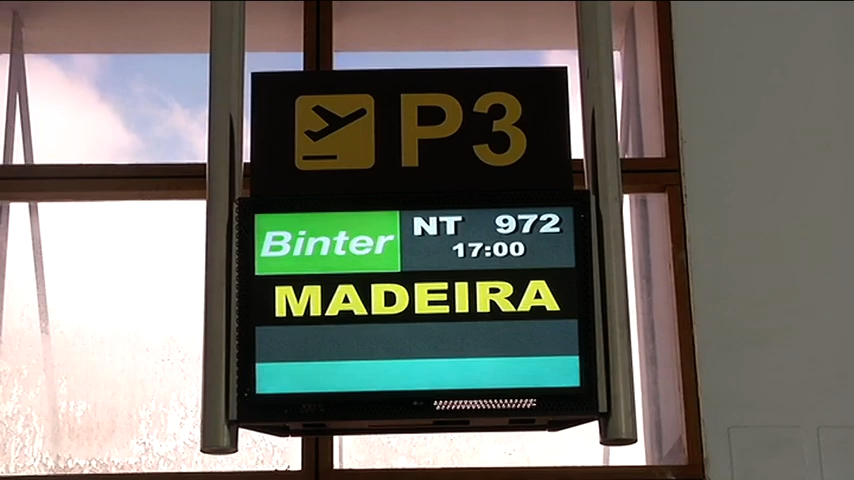 P3
Binter
NT 972
17:00
MADEIRA